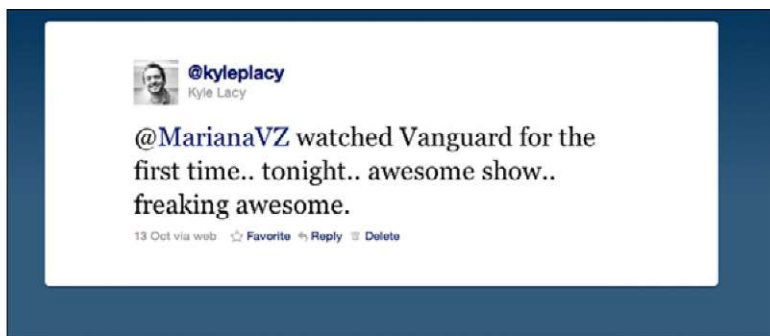 @kyleplacy
Kyle Lacy
@MarianaVZ watched Vanguard for the
first time.. tonight.. awesome show..
freaking awesome.
13 Oct via web Favorite Reply Delete